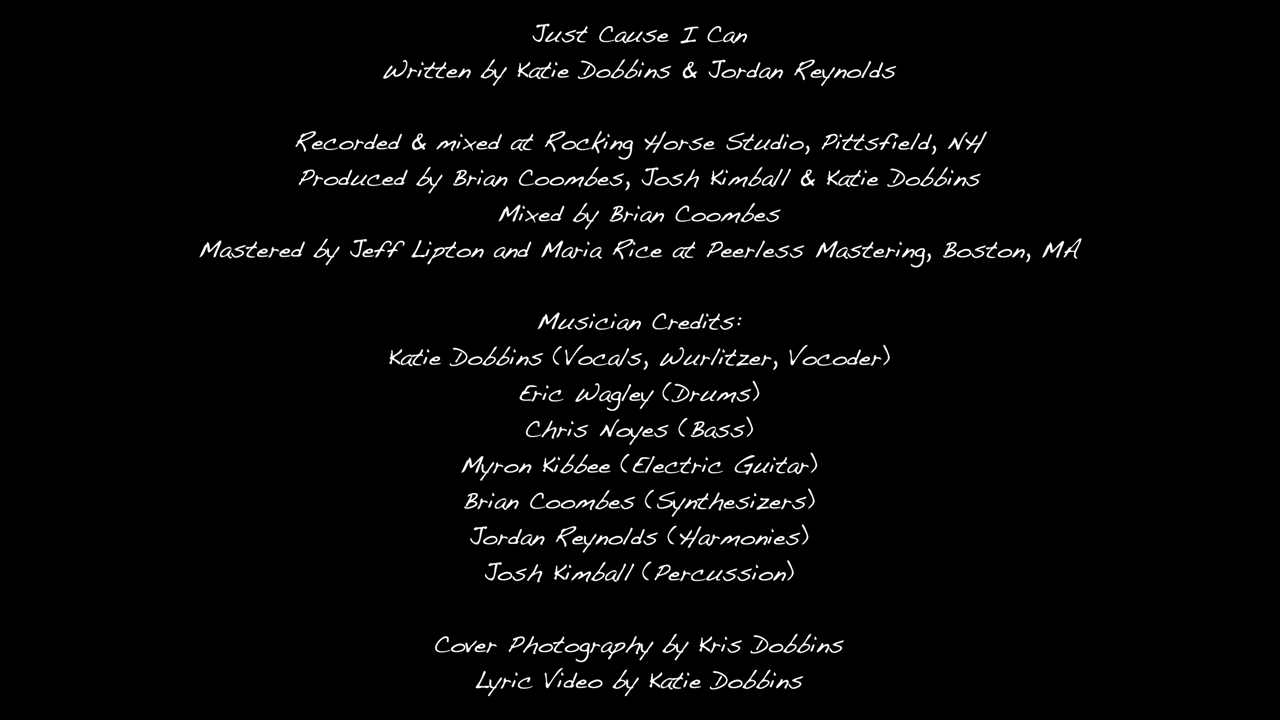 Just Cause I Can
Written by Katie Dobbins & Jordan Reynolds
Recorded & mixed at Rocking Horse Studio, Pittsfield, NH
Produced by Brian Coombes, Josh Kimball & Katie Dobbins
Mixed by Brian Coombes
Mastered by Jeff Lipton and Maria Rice at Peerless Mastering, Boston, MA
Musician Credits:
Katie Dobbins (Vocals, Wurlitzer, Vocoder)
Eric Wagley (Drums)
Chris Noyes (Bass)
Myron Kibbee (Electric Guitar)
Brian Coombes (Synthesizers)
Jordan Reynolds (Harmonies)
Josh Kimball (Percussion)
Cover Photography by Kris Dobbins
Lyric Video by Katie Dobbins